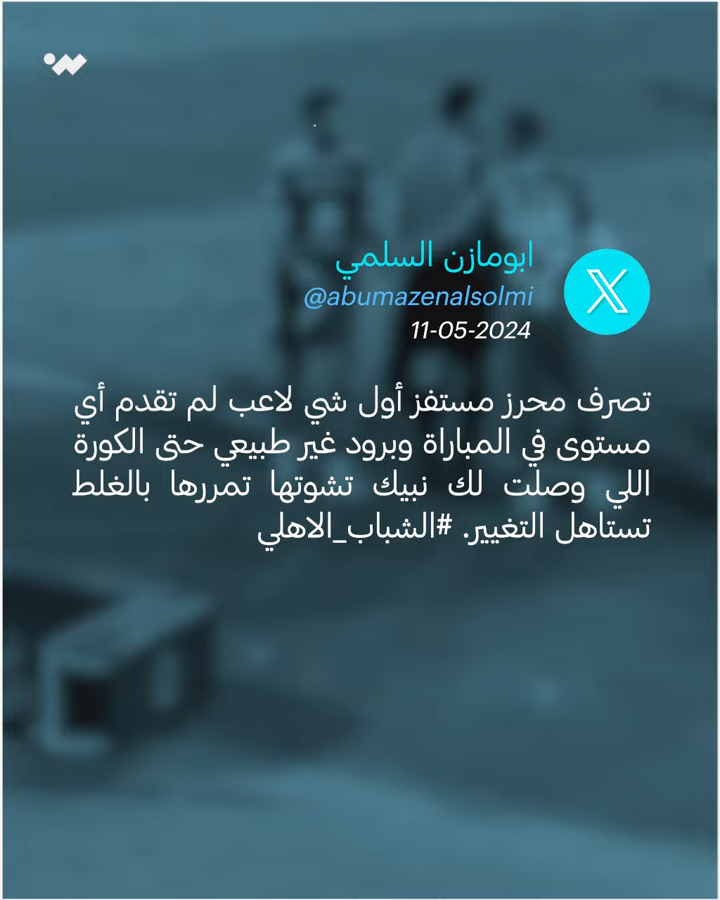 ابومازن السلمي
@abumazenalsolmi
11-05-2024
تصرف محرز مستفز أول شي لاعب لم تقدم أي
مستوى في المباراة وبرود غير طبيعي حتى الكورة
اللي وصلت لك نبيك تشوتها تمررها بالغلط
تستاهل التغيير. #الشباب_الاهلي